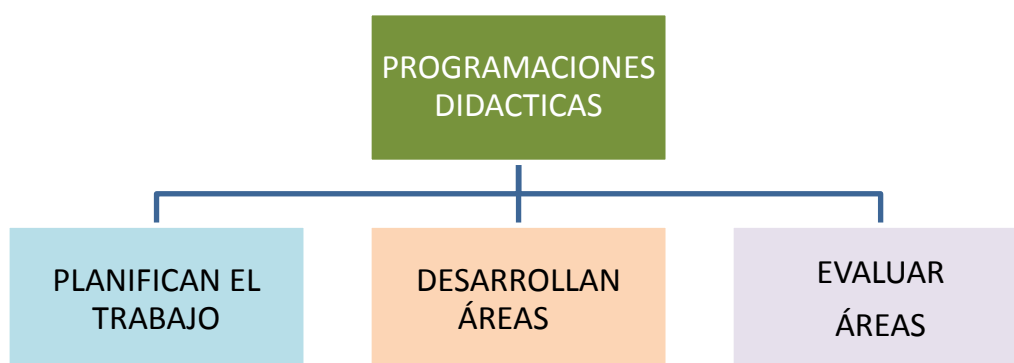 PROGRAMACIONES
DIDACTICAS
PLANIFICAN EL
TRABAJO
DESARROLLAN
ÁREAS
EVALUAR
ÁREAS